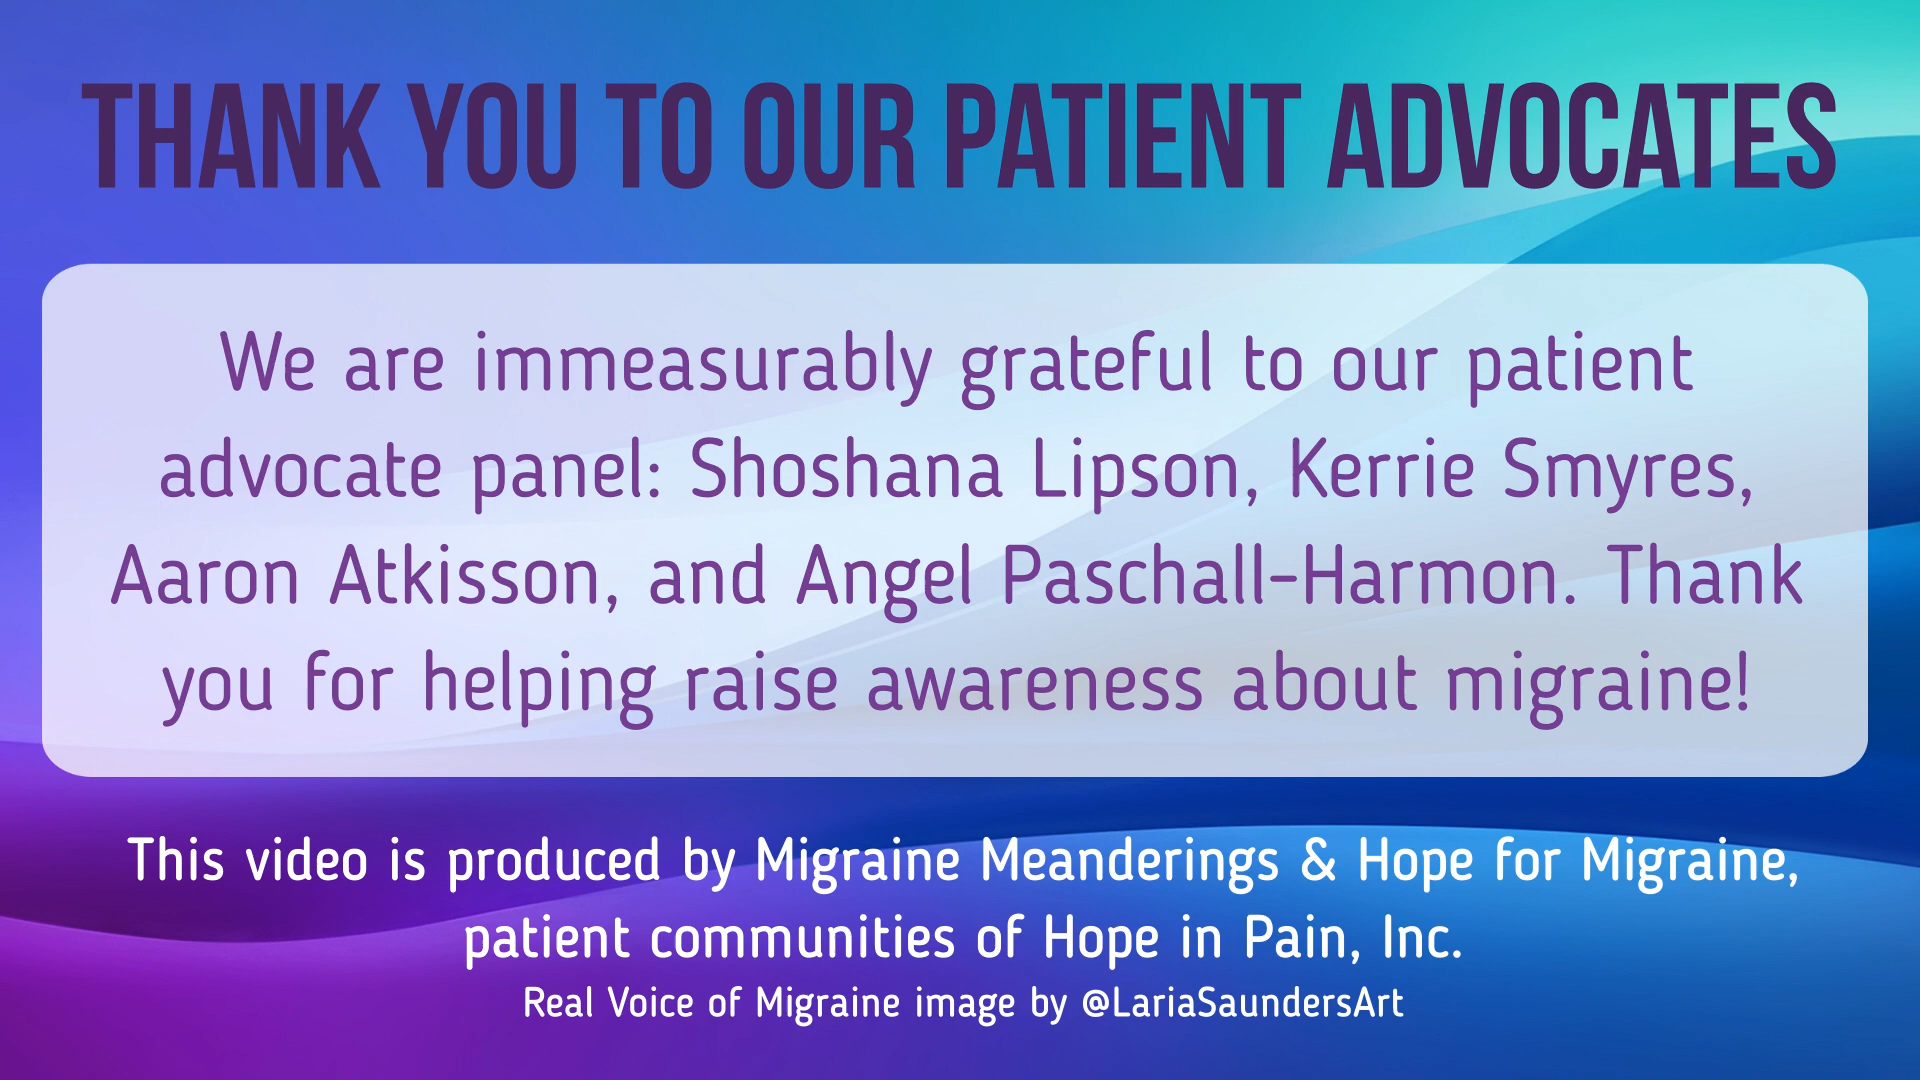 THANK YOU TO OUR PATIENT ADVOCATES
We are immeasurably grateful to our patient
advocate panel: Shoshana Lipson, Kerrie Smyres,
Aaron Atkisson, and Angel Paschall-Harmon. Thank
you for helping raise awareness about migraine!
This video is produced by Migraine Meanderings & Hope for Migraine,
patient communities of Hope in Pain, Inc.
Real Voice of Migraine image by @LariaSaundersArt